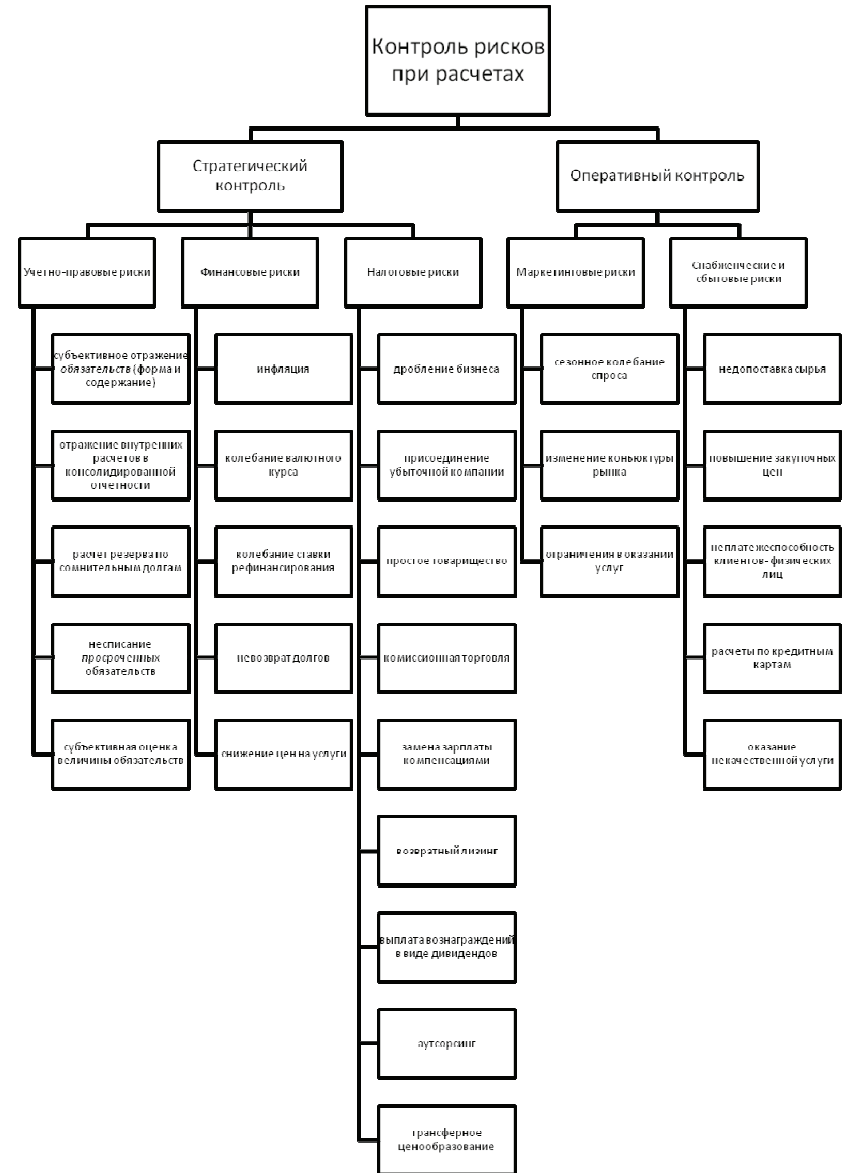 Контроль рисков
при расчетах
Стратегический
контроль
Оперативный контроль
Учетно-правовые риски
Финансовые риски
Налоговые риски
Маркетинговые риски
Снабженческие и
сбытовые риски
субъективное отражение
обязательств (форма и
содержание)
отражение внутренних
расчетов в
консолидированной
отчетности
расчет резерва по
сомнительным долгам
несписание
просроченных
обязательств
субъективная оценка
величины обязательств
инфляция
колебание валютного
курса
колебание ставки
рефинансирования
невозврат долгов
снижение цен на услуги
дробление бизнеса
присоединение
убыточной компании
простое товарищество
комиссионная торговля
замена зарплаты
компенсациями
возвратный лизинг
выплата вознаграждений
в виде дивидендов
аутсорсинг
трансферное
ценообразование
сезонное колебание
спроса
изменение конъюктуры
рынка
ограничения в оказании
услуг
недопоставка сырья
повышение закупочных
цен
неплатежеспособность
клиентов- физических
лиц
расчеты по кредитным
картам
оказание
некачественной услуги